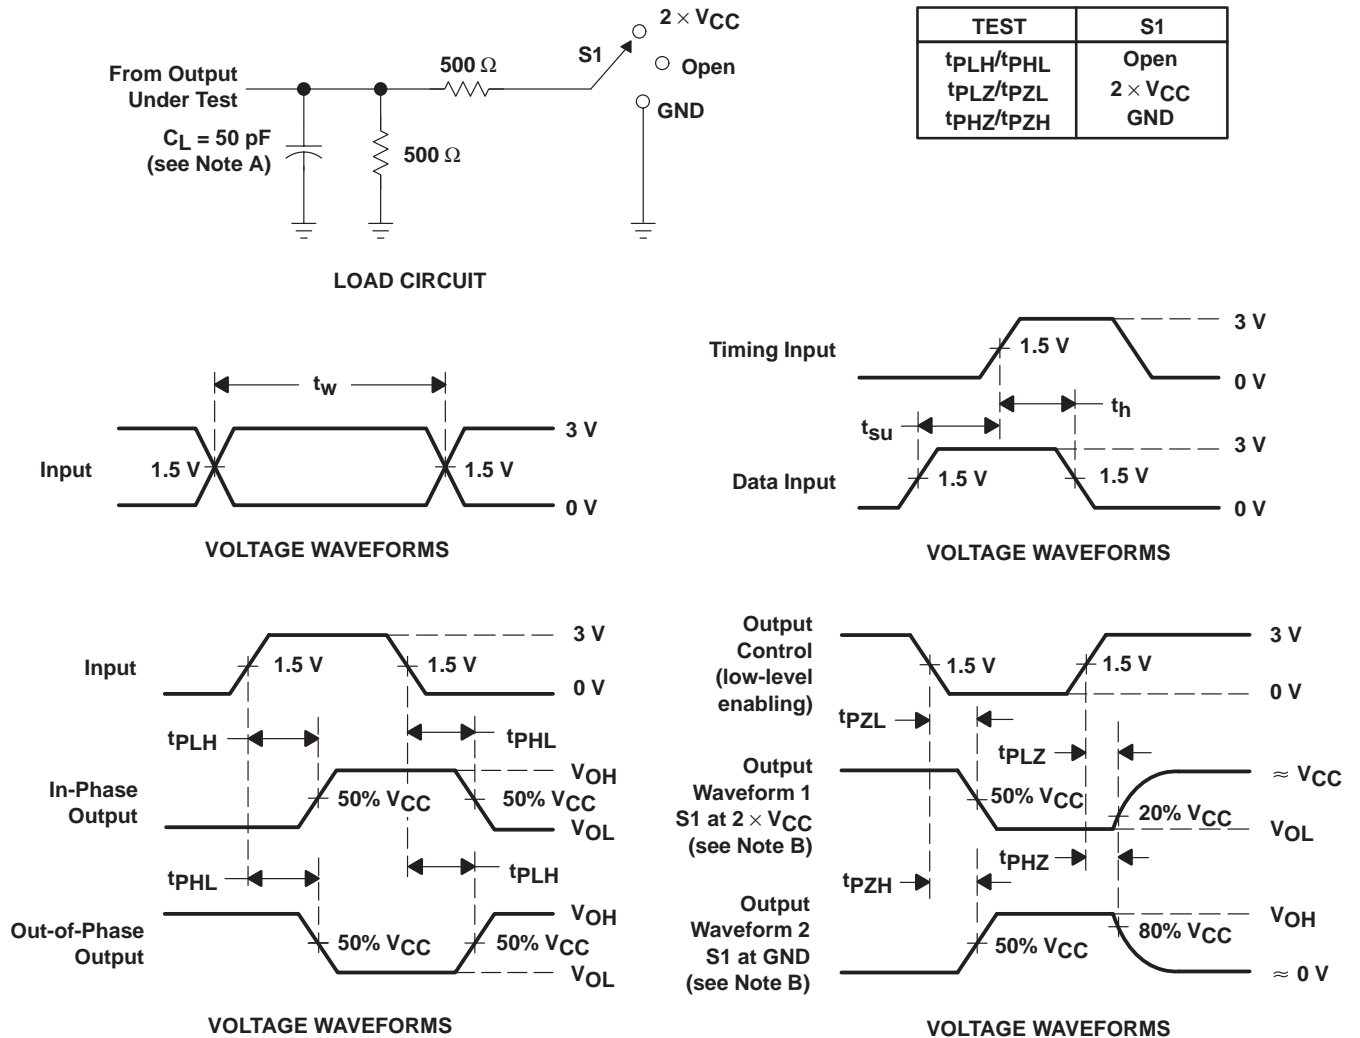 2 × VCC
S1
Open
GND
500 Ω
From Output
Under Test
CL = 50 pF
(see Note A)
500 Ω
LOAD CIRCUIT
TEST S1
tPLH/tPHL Open
tPLZ/tPZL 2 × VCC
tPHZ/tPZH GND
tw
3 V
Input 1.5 V 1.5 V
0 V
VOLTAGE WAVEFORMS
3 V
Timing Input 1.5 V
0 V
th
tsu
3 V
Data Input 1.5 V 1.5 V
0 V
VOLTAGE WAVEFORMS
3 V
Input 1.5 V 1.5 V
0 V
tPLH tPHL
VOH
In-Phase
Output
50% VCC 50% VCC
VOL
tPHL tPLH
VOH
Out-of-Phase
Output
50% VCC 50% VCC
VOL
VOLTAGE WAVEFORMS
Output
Control
(low-level
enabling)
3 V
1.5 V 1.5 V
0 V
tPZL
tPLZ
Output
Waveform 1
S1 at 2 × VCC
(see Note B)
≈ VCC
50% VCC 20% VCC
VOL
tPHZ
tPZH
Output
Waveform 2
S1 at GND
(see Note B)
VOH
50% VCC 80% VCC
≈ 0 V
VOLTAGE WAVEFORMS